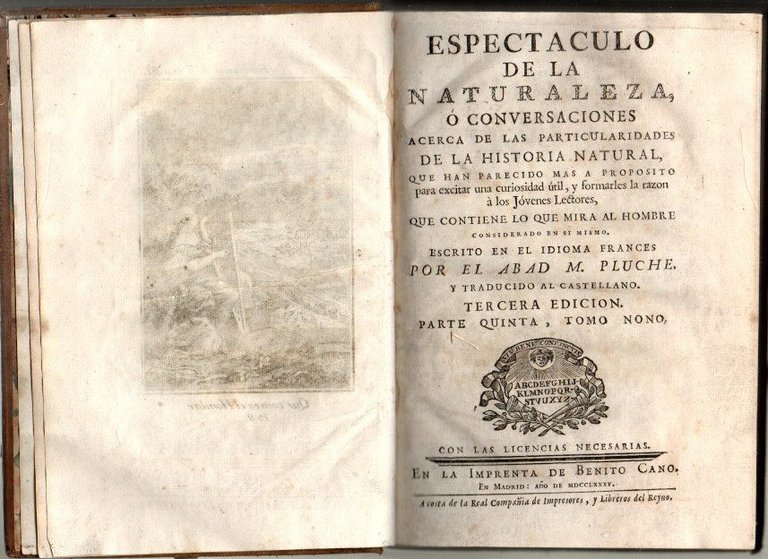 ESPECTACULO
DE LA
NATURALEZA,
Ó CONVERSACIONES
ACERCA DE LAS PARTICULARIDADES
DE LA HISTORIA NATURAL,
QUE HAN PARECIDO MAS A PROPOSITO
para excitar una curiosidad útil, y formarles la razon
à los Jóvenes Lectores,
QUE CONTIENE LO QUE MIRA AL HOMBRE
CONSIDERADO EN SI MISMO.
ESCRITO EN EL IDIOMA FRANCES
POR EL ABAD M. PLUCHE.
Y TRADUCIDO AL CASTELLANO.
TERCERA EDICION.
PARTE QUINTA, TOMO NONO,
ABCDEFGHIJ
KLMNOPQR
STVUXYZ
CON LAS LICENCIAS NECESARIAS.
EN LA IMPRENTA DE BENITO CANO.
EN MADRID: AÑO DE MDCCLXXXV.
A costa de la Real Compañia de Impresores, y Libreros del Reyno.